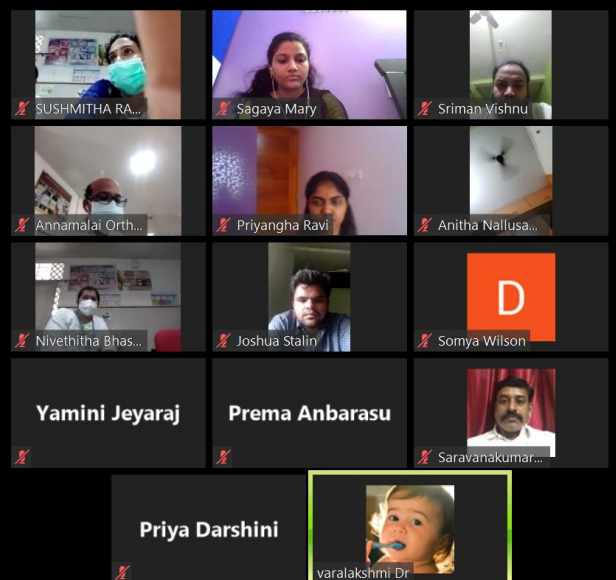 SUSHMITHA RA...
Sagaya Mary
Sriman Vishnu
Annamalai Orth...
Priyangha Ravi
Anitha Nallusa...
Nivethitha Bhas...
Joshua Stalin
D
Somya Wilson
Yamini Jeyaraj
Prema Anbarasu
Saravanakumar...
Priya Darshini
varalakshmi Dr